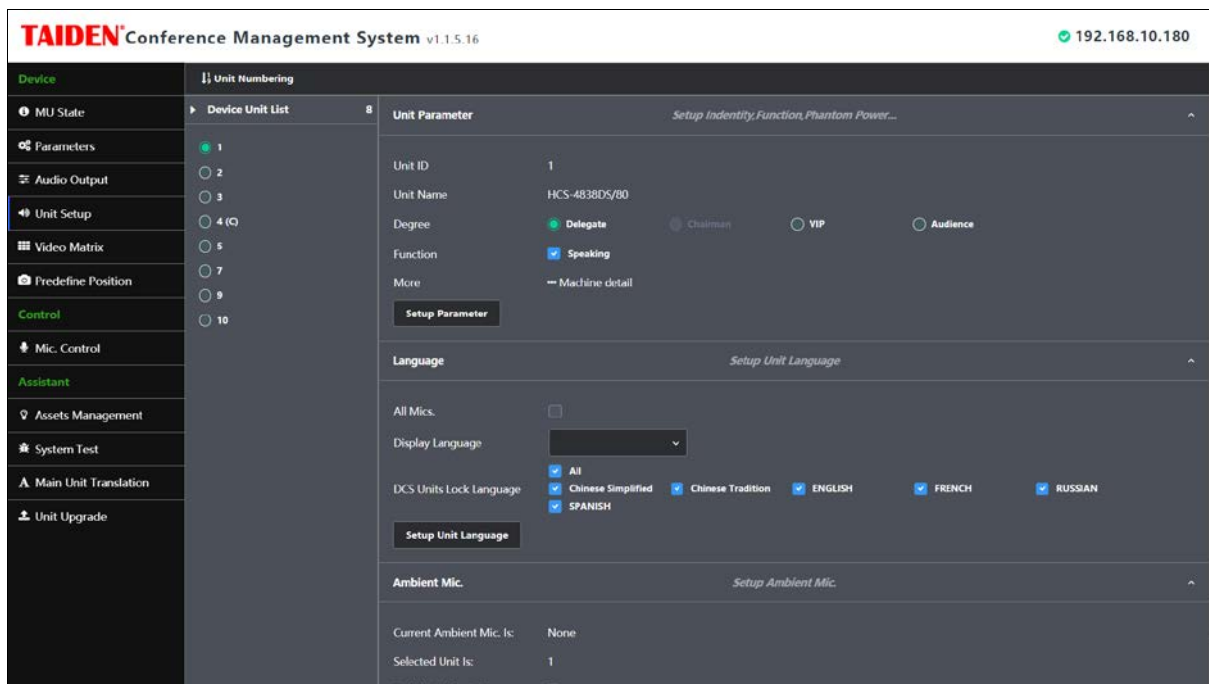 TAIDEN Conference Management System v1.1.5.16
192.168.10.180
Device
MU State
Parameters
Audio Output
Unit Setup
Video Matrix
Predefine Position
Control
Mic. Control
Assistant
Assets Management
System Test
Main Unit Translation
Unit Upgrade
Unit Numbering
Device Unit List 8
1
2
3
4 (C)
5
7
9
10
Unit Parameter Setup Indentity,Function,Phantom Power...
Unit ID 1
Unit Name HCS-4838DS/80
Degree Delegate Chairman VIP Audience
Function Speaking
More Machine detail
Setup Parameter
Language Setup Unit Language
All Mics.
Display Language
All
DCS Units Lock Language Chinese Simplified Chinese Tradition ENGLISH FRENCH RUSSIAN
SPANISH
Setup Unit Language
Ambient Mic. Setup Ambient Mic.
Current Ambient Mic. Is: None
Selected Unit Is: 1